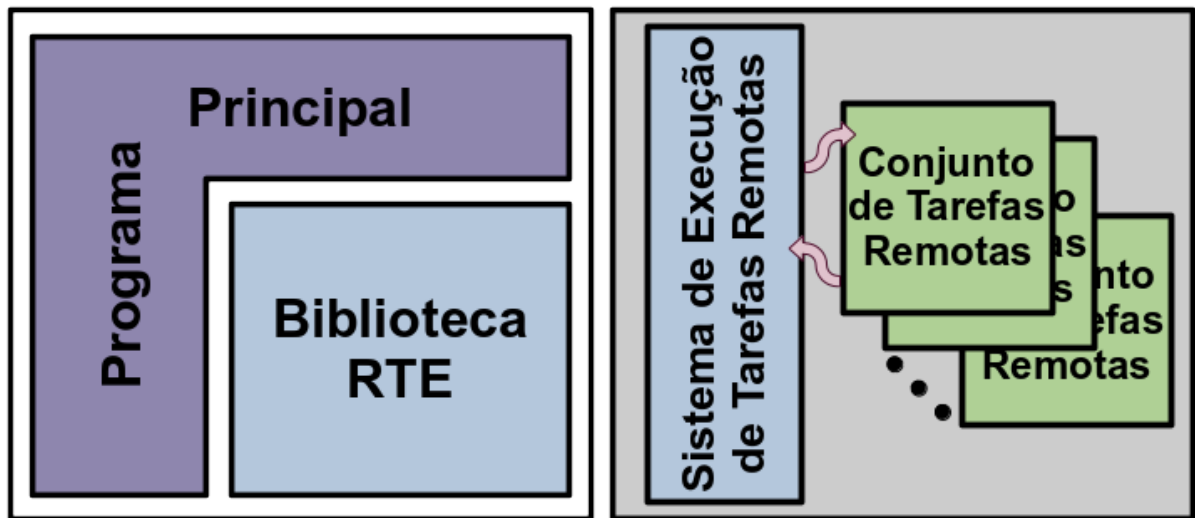 Principal
Programa
Biblioteca
RTE
Sistema de Execução
de Tarefas Remotas
Conjunto
de Tarefas
Remotas
Remotas